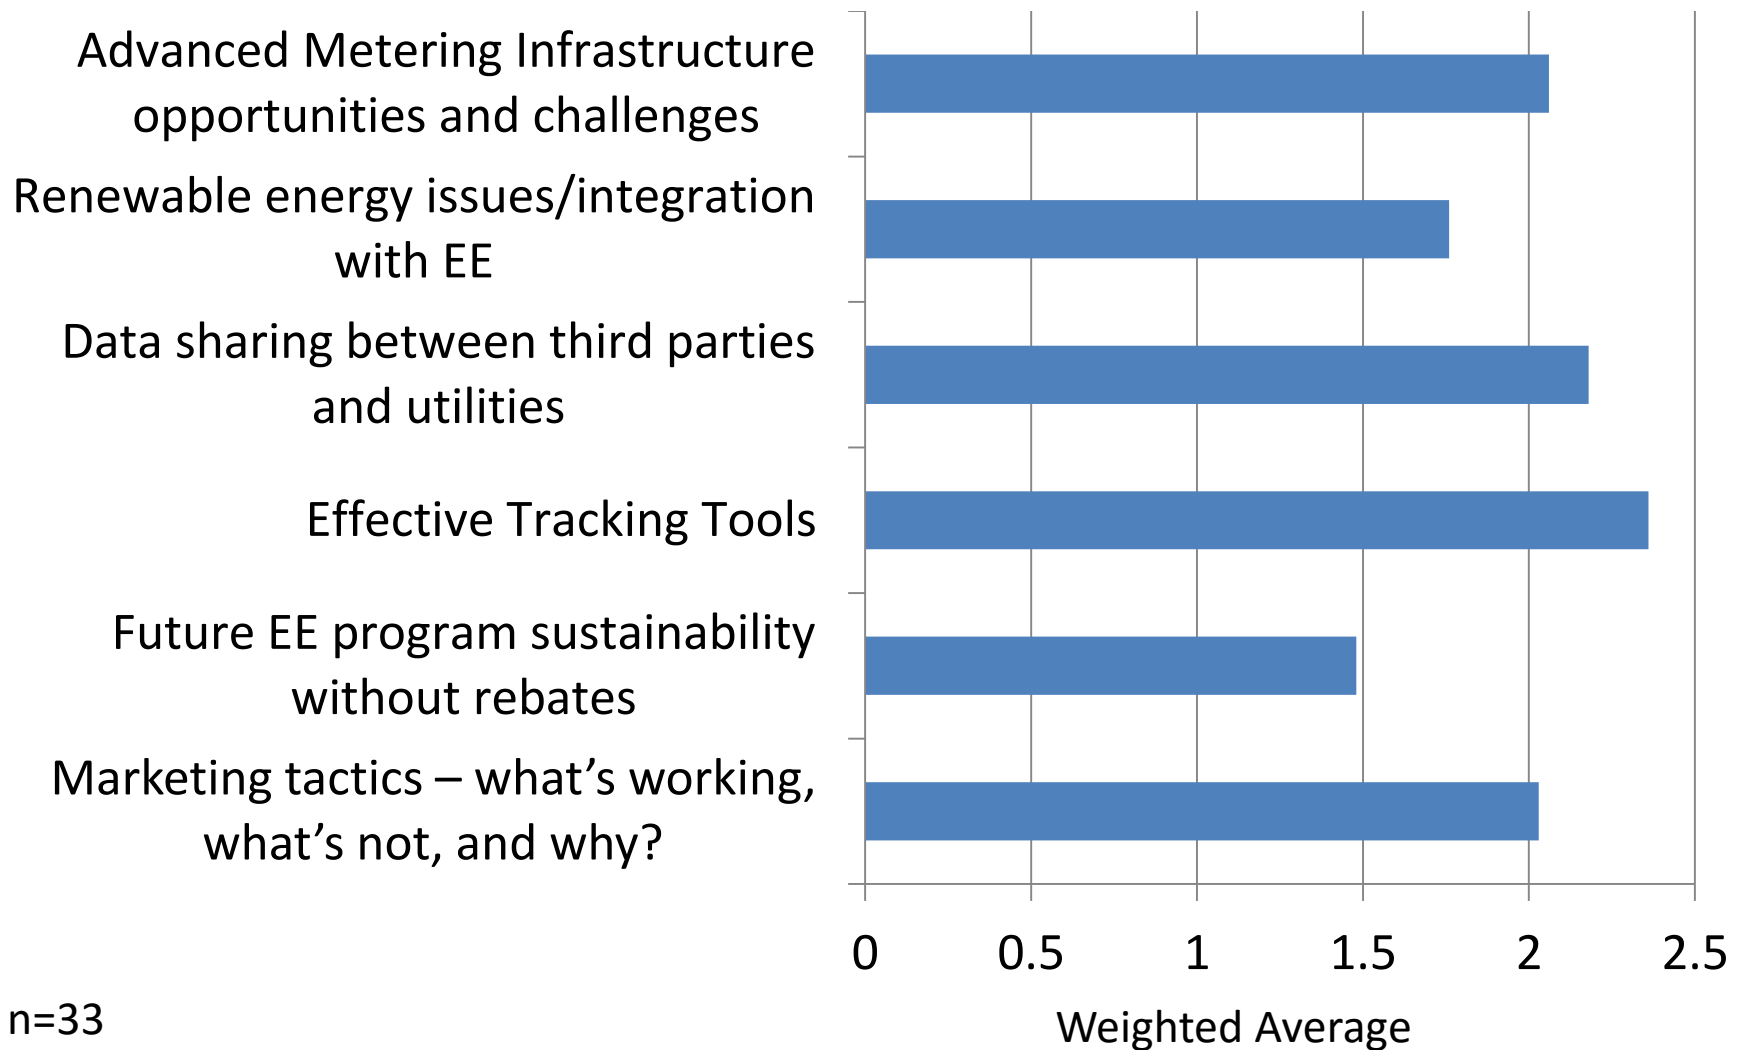 Advanced Metering Infrastructure
opportunities and challenges
Renewable energy issues/integration
with EE
Data sharing between third parties
and utilities
Effective Tracking Tools
Future EE program sustainability
without rebates
Marketing tactics – what’s working,
what’s not, and why?
0 0.5 1 1.5 2 2.5
n=33
Weighted Average